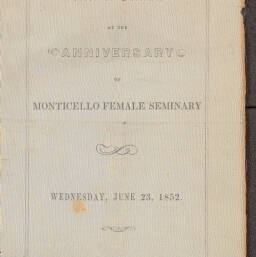 AT THE
ANNIVERSARY
OF
MONTICELLO FEMALE SEMINARY
WEDNESDAY, JUNE 23, 1852.